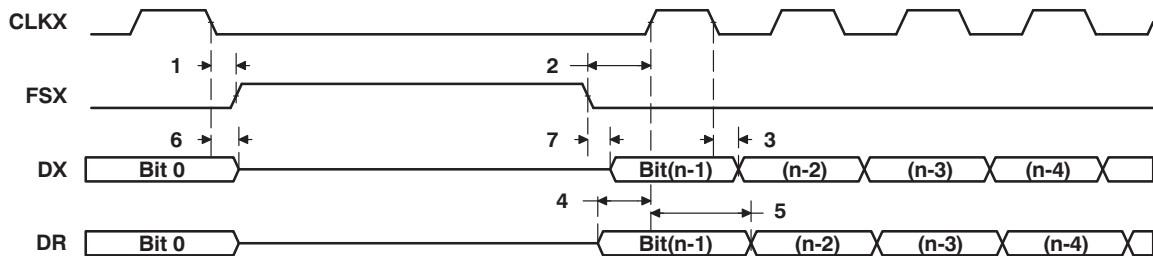 CLKX
1 2
FSX
6 7 3
DX Bit 0 Bit(n-1) (n-2) (n-3) (n-4)
4 5
DR Bit 0 Bit(n-1) (n-2) (n-3) (n-4)